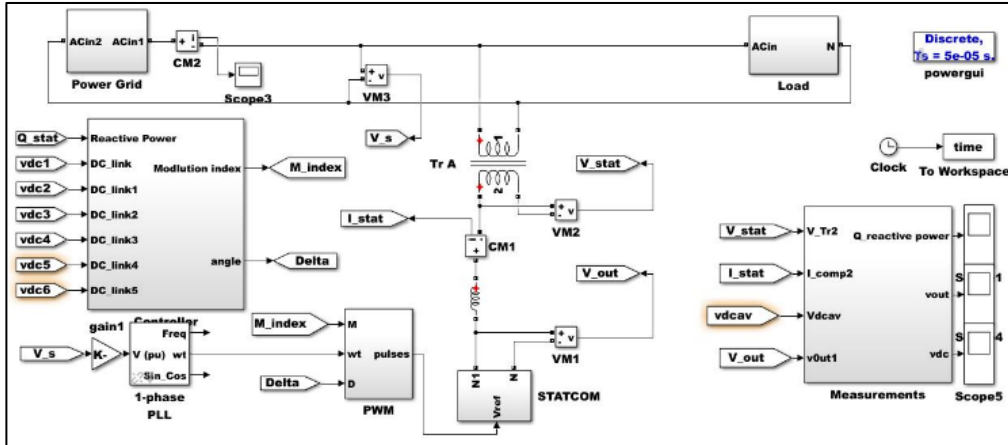 ACin2
ACin1
Power Grid
+ i
-
CM2
Scope3
+
-
v
VM3
V_s
ACin
N
Load
Discrete,
Ts = 5e-05 s.
powergui
Q_stat
vdc1
vdc2
vdc3
vdc4
vdc5
vdc6
Reactive Power
DC_link
DC_link1
DC_link2
DC_link3
DC_link4
DC_link5
Modlution index
angle
Controller
M_index
Delta
Tr A
1
2
V_stat
+
-
v
VM2
I_stat
CM1
V_out
+
-
v
VM1
Clock
time
To Workspace
V_stat
I_stat
vdcav
V_out
V_Tr2
I_comp2
Vdcav
v0ut1
Q_reactive power
vout
vdc
Measurements
S
1
S
4
Scope5
V_s
gain1
K-
V (pu)
Freq
wt
Sin_Cos
1-phase
PLL
M_index
Delta
M
wt
D
pulses
PWM
N1
N
Vref
STATCOM